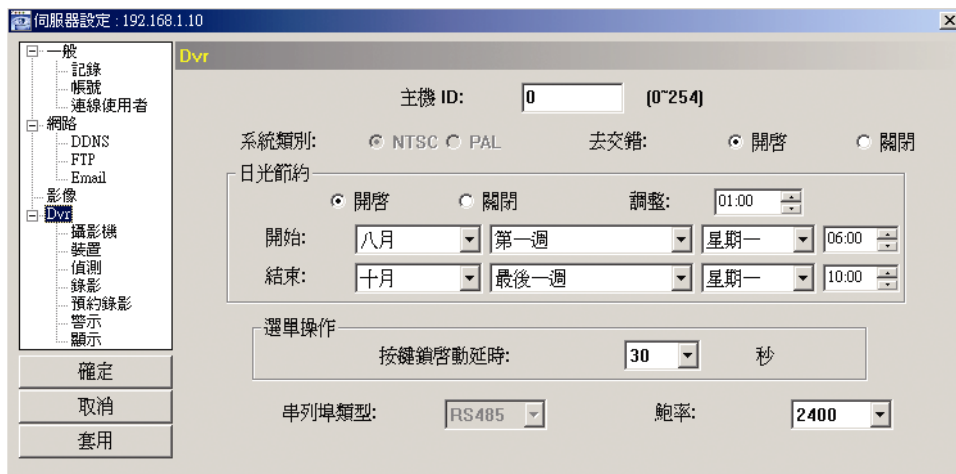 伺服器設定 : 192.168.1.10
一般
記錄
帳號
連線使用者
網路
DDNS
FTP
Email
影像
Dvr
攝影機
裝置
偵測
錄影
預約錄影
警示
顯示
確定
取消
套用
Dvr
主機 ID: 0 (0~254)
系統類別: NTSC PAL 去交錯: 開啓 關閉
日光節約
開啓 關閉 調整: 01:00
開始: 八月 第一週 星期一 06:00
結束: 十月 最後一週 星期一 10:00
選單操作
按鍵鎖啓動延時: 30 秒
串列埠類型: RS485 鮑率: 2400